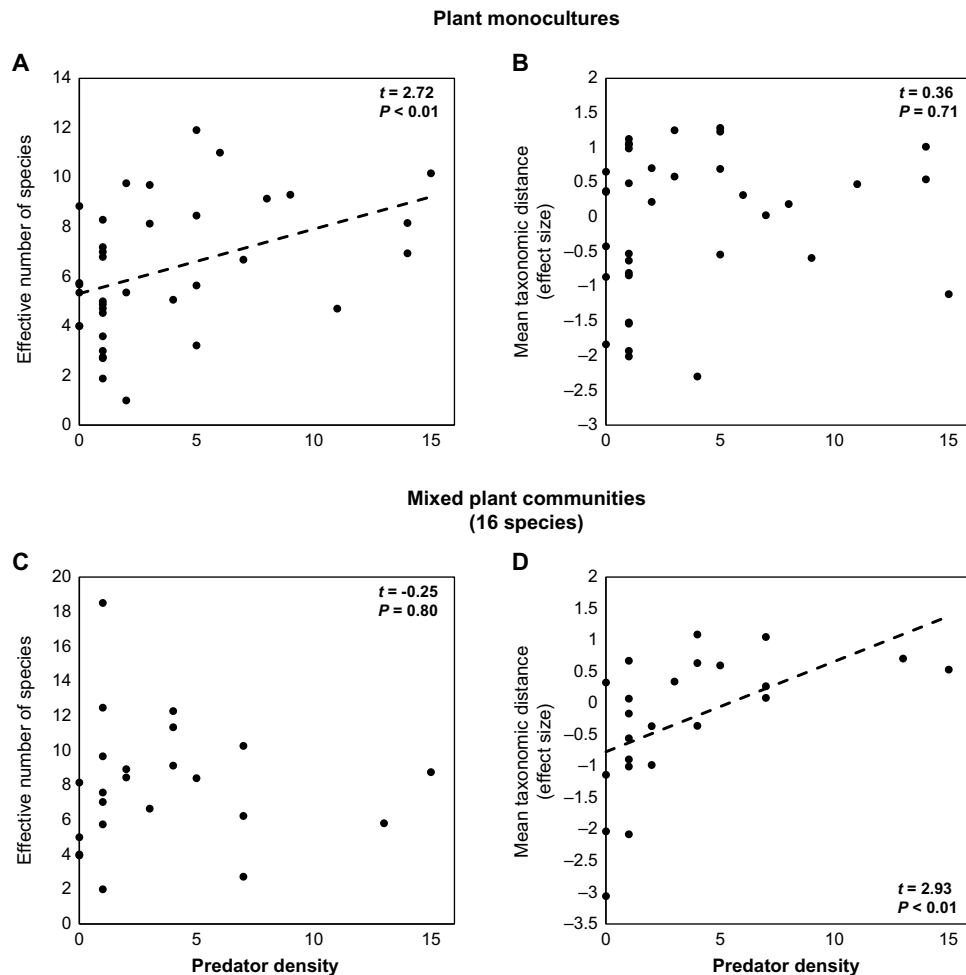 Plant monocultures
A
B
14
12
10
8
6
4
2
0
0
5
10
15
Effective number of species
t = 2.72
P < 0.01
2
1.5
1
0.5
0
–0.5
–1
–1.5
–2
–2.5
–3
0
5
10
15
Mean taxonomic distance
(effect size)
t = 0.36
P = 0.71
Mixed plant communities
(16 species)
C
D
20
18
16
14
12
10
8
6
4
2
0
0
5
10
15
Effective number of species
Predator density
t = -0.25
P = 0.80
2
1.5
1
0.5
0
–0.5
–1
–1.5
–2
–2.5
–3
–3.5
0
5
10
15
Mean taxonomic distance
(effect size)
Predator density
t = 2.93
P < 0.01